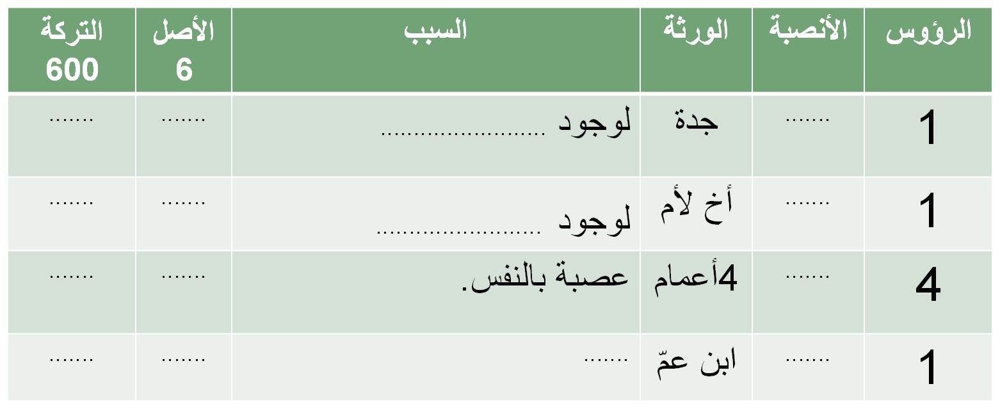 الرؤوس الأنصبة الورثة السبب الأصل 6 التركة 600
1 ....... جدة لوجود ......................... ....... .......
1 ....... أخ لأم لوجود ......................... ....... .......
4 ....... 4أعمام عصبة بالنفس. ....... .......
1 ....... ابن عمّ ....... ....... .......